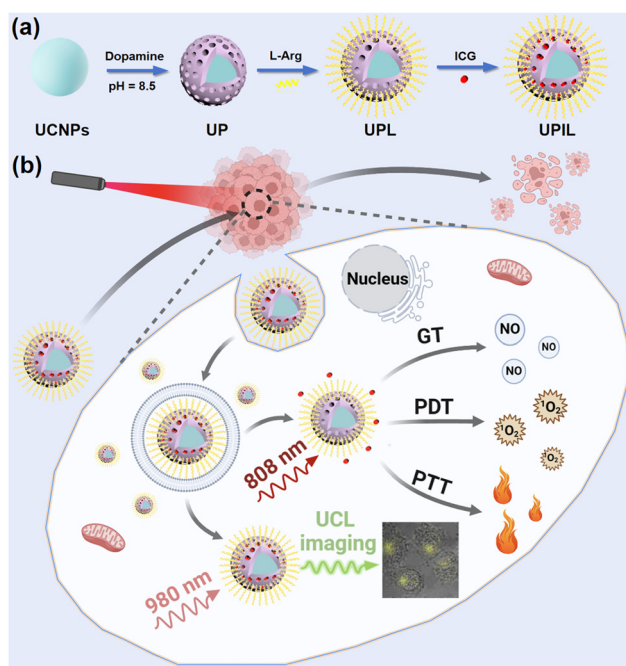 (a)
Dopamine
pH = 8.5
L-Arg
ICG
UCNPs
UP
UPL
UPIL
(b)
Nucleus
GT
NO
NO
NO
PDT
¹O₂
¹O₂
¹O₂
808 nm
PTT
UCL
imaging
980 nm